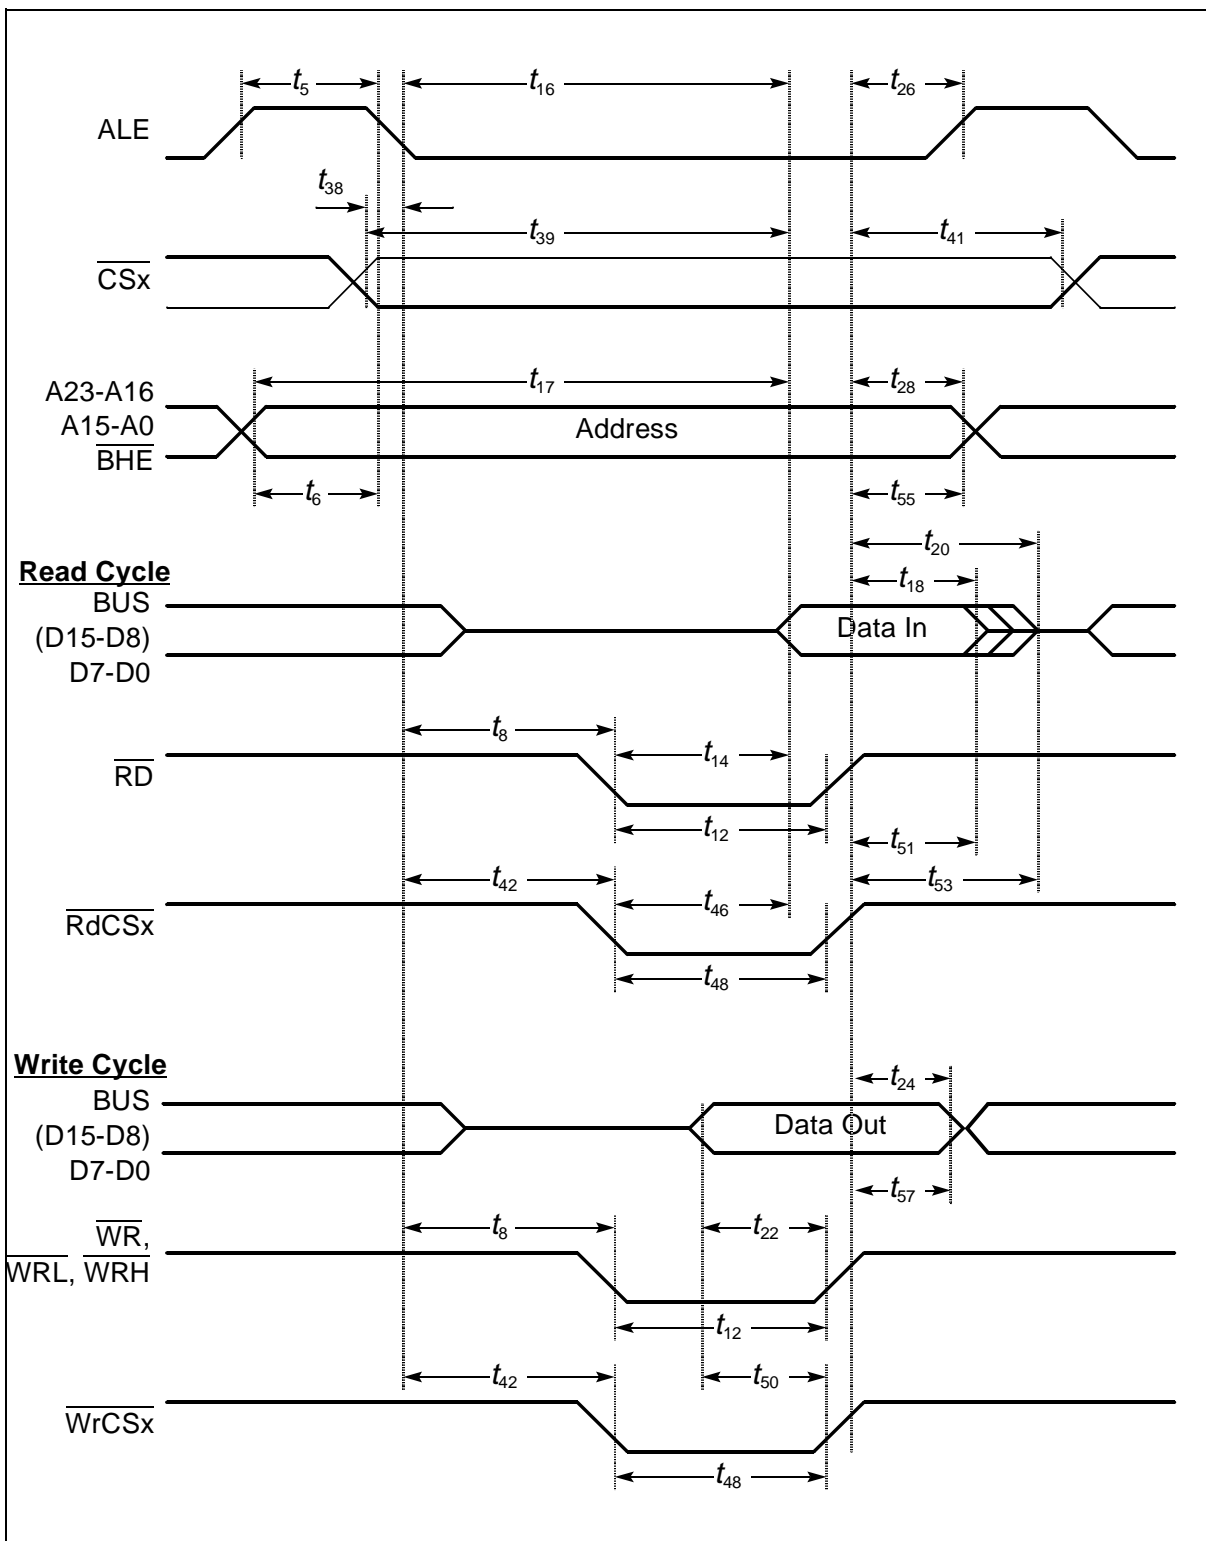 t5
t16
t26
ALE
t38
t39
t41
CSx
t17
t28
A23-A16
A15-A0
BHE
Address
t6
t55
t20
Read Cycle
t18
BUS
(D15-D8)
D7-D0
Data In
t8
t14
RD
t12
t51
t42
t53
t46
RdCSx
t48
Write Cycle
t24
BUS
(D15-D8)
D7-D0
Data Out
t57
t8
t22
WR,
WRL, WRH
t12
t42
t50
WrCSx
t48